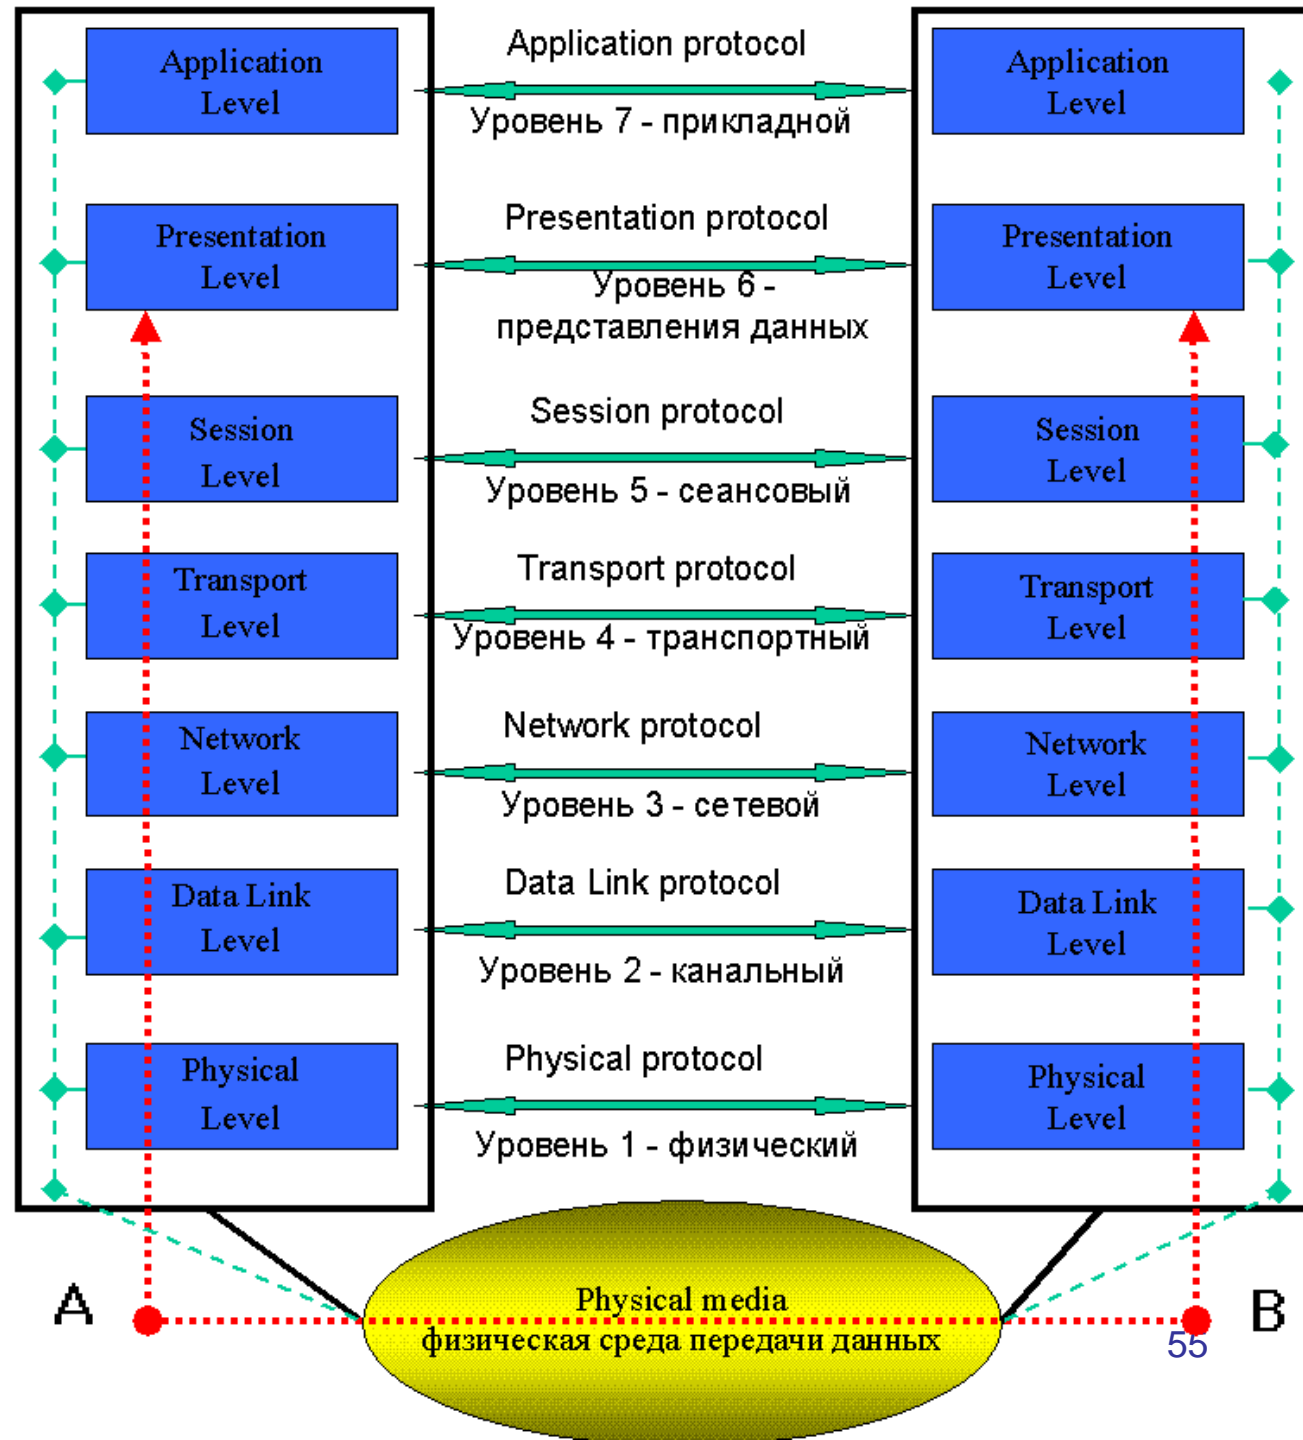 Application
Level
Application protocol
Уровень 7 - прикладной
Application
Level
Presentation
Level
Presentation protocol
Уровень 6 -
представления данных
Presentation
Level
Session
Level
Session protocol
Уровень 5 - сеансовый
Session
Level
Transport
Level
Transport protocol
Уровень 4 - транспортный
Transport
Level
Network
Level
Network protocol
Уровень 3 - сетевой
Network
Level
Data Link
Level
Data Link protocol
Уровень 2 - канальный
Data Link
Level
Physical
Level
Physical protocol
Уровень 1 - физический
Physical
Level
A
Physical media
физическая среда передачи данных
B
55